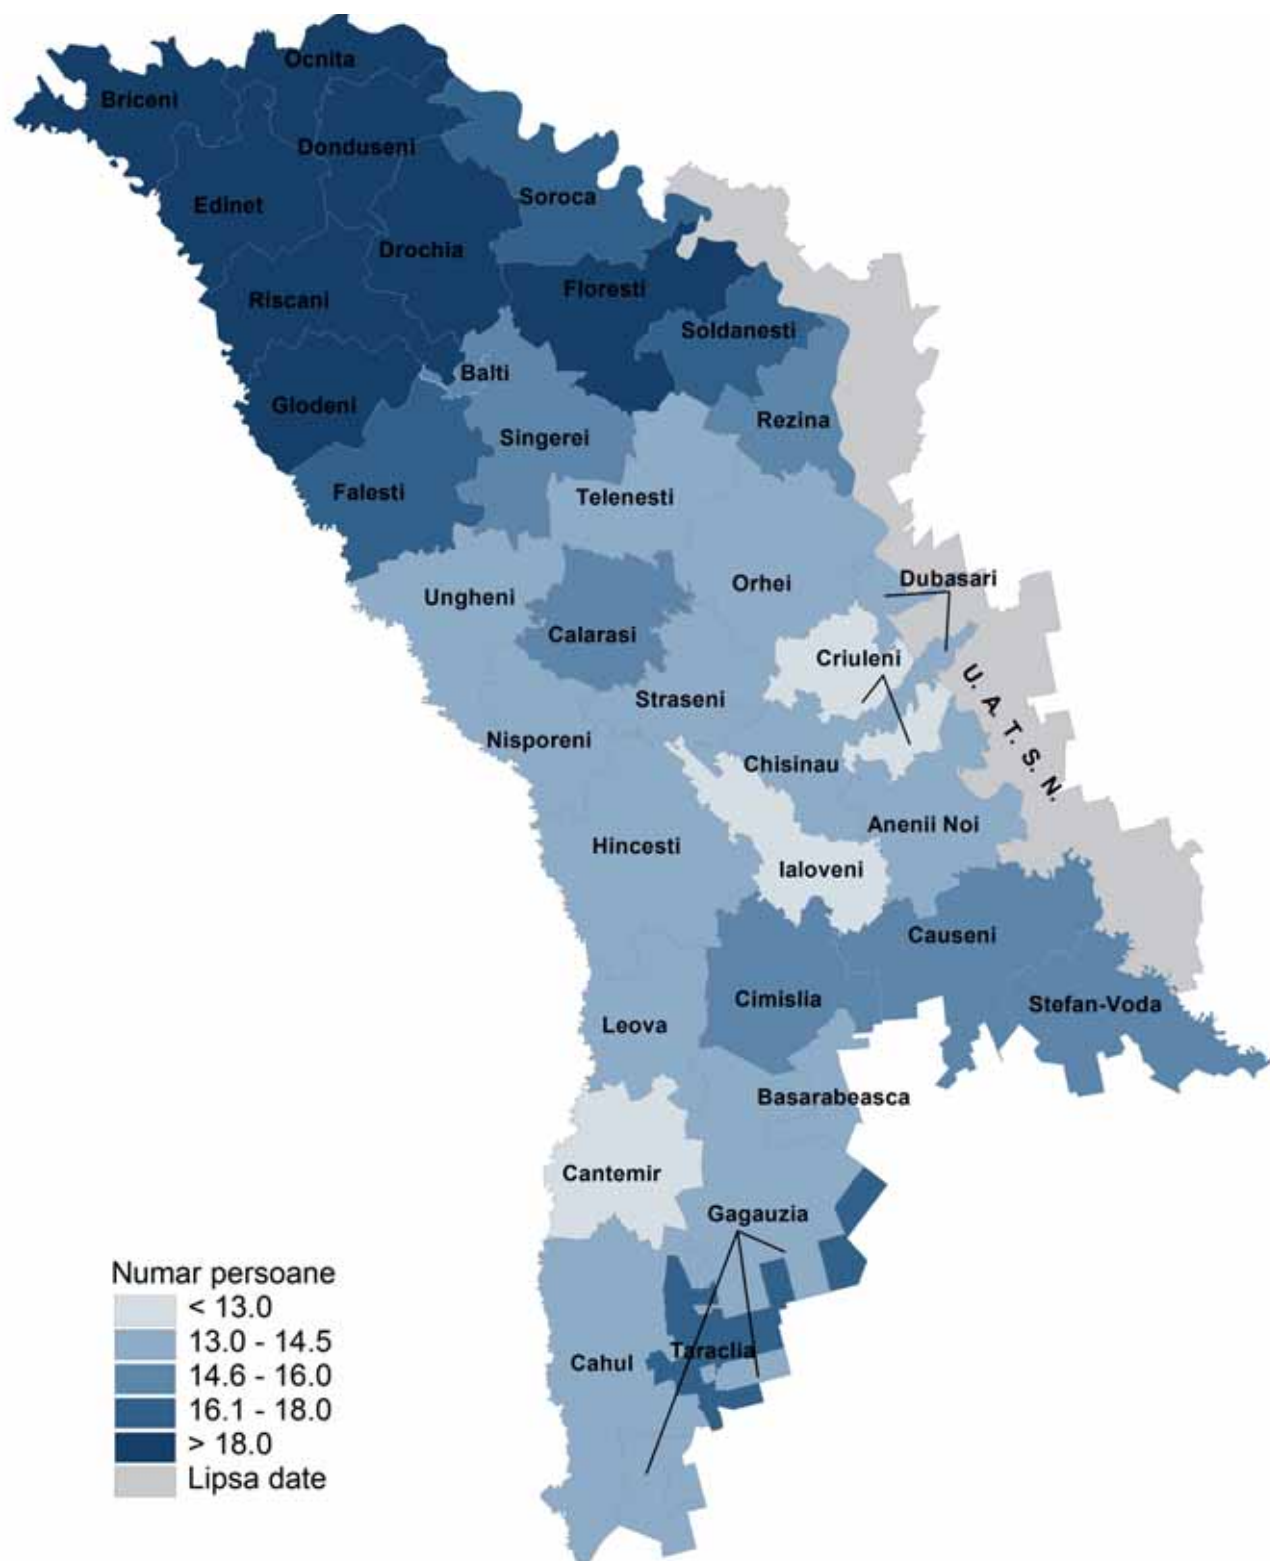 Ocnita
Briceni
Donduseni
Edinet
Soroca
Drochia
Riscani
Floresti
Soldanesti
Balti
Glodeni
Rezina
Singerei
Falesti
Telenesti
Dubasari
Orhei
Ungheni
Calarasi
Criuleni
U. A. T. S. N.
Straseni
Nisporeni
Chisinau
Anenii Noi
Hincesti
Ialoveni
Causeni
Cimislia
Stefan-Voda
Leova
Basarabeasca
Cantemir
Gagauzia
Taraclia
Cahul
Numar persoane
< 13.0
13.0 - 14.5
14.6 - 16.0
16.1 - 18.0
> 18.0
Lipsa date